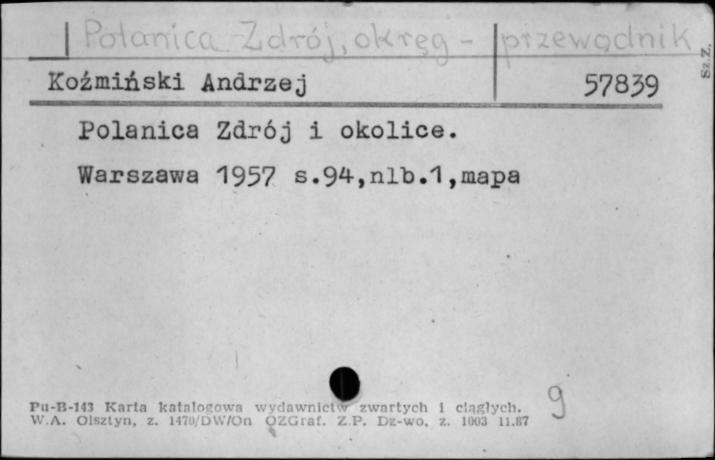 Polanica Zdrój, okręg - przewodnik
Sz.Z.
Koźmiński Andrzej 57839
Polanica Zdrój i okolice.
Warszawa 1957 s.94,nlb.1,mapa
9
Pu-B-143 Karta katalogowa wydawnictw zwartych i ciągłych.
W.A. Olsztyn, z. 1470/DW/On OZGraf. Z.P. Dz-wo, z. 1003 11.87